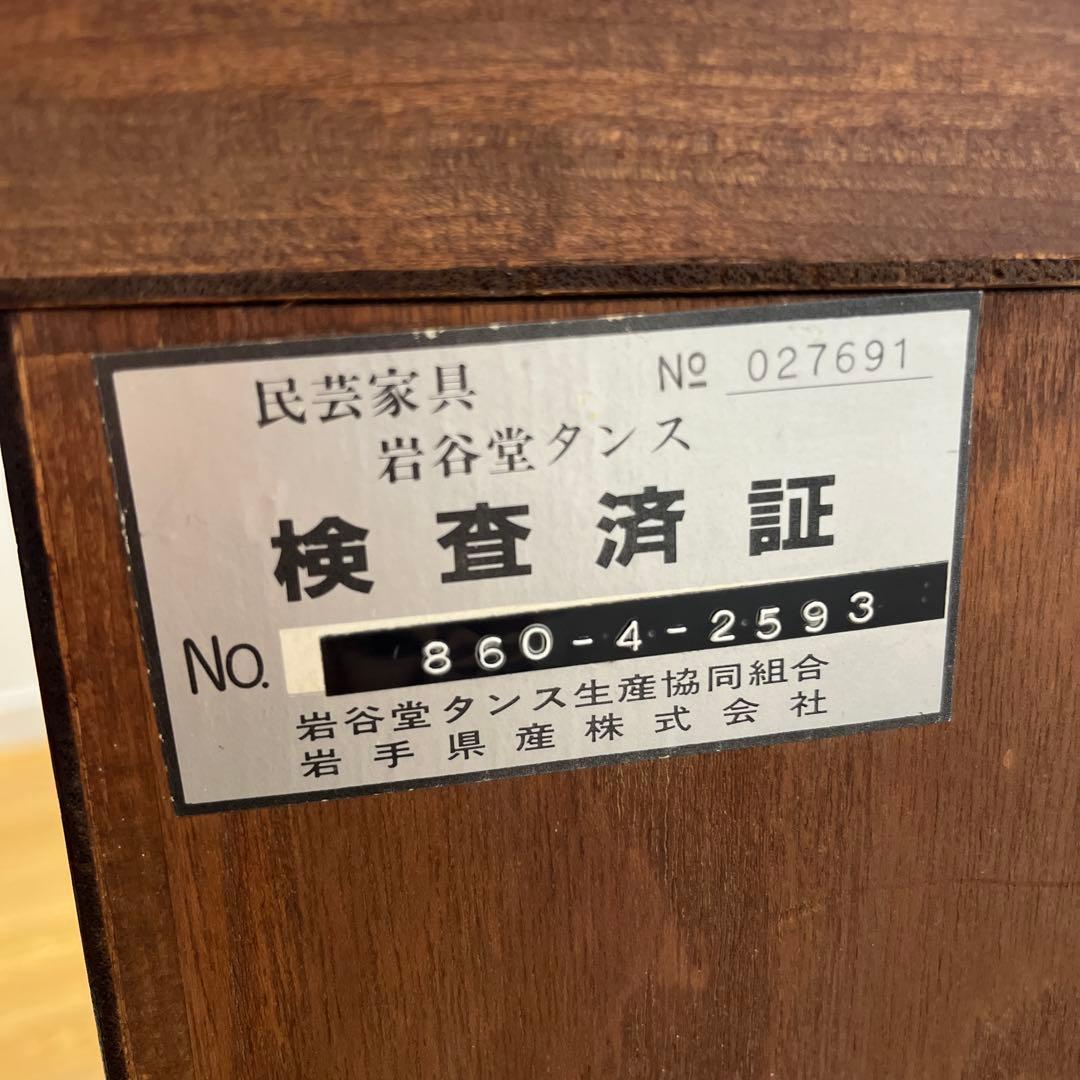 民芸家具 № 027691
岩谷堂タンス
検査済証
No. 860-4-2593
岩谷堂タンス生産協同組合
岩手県産株式会社